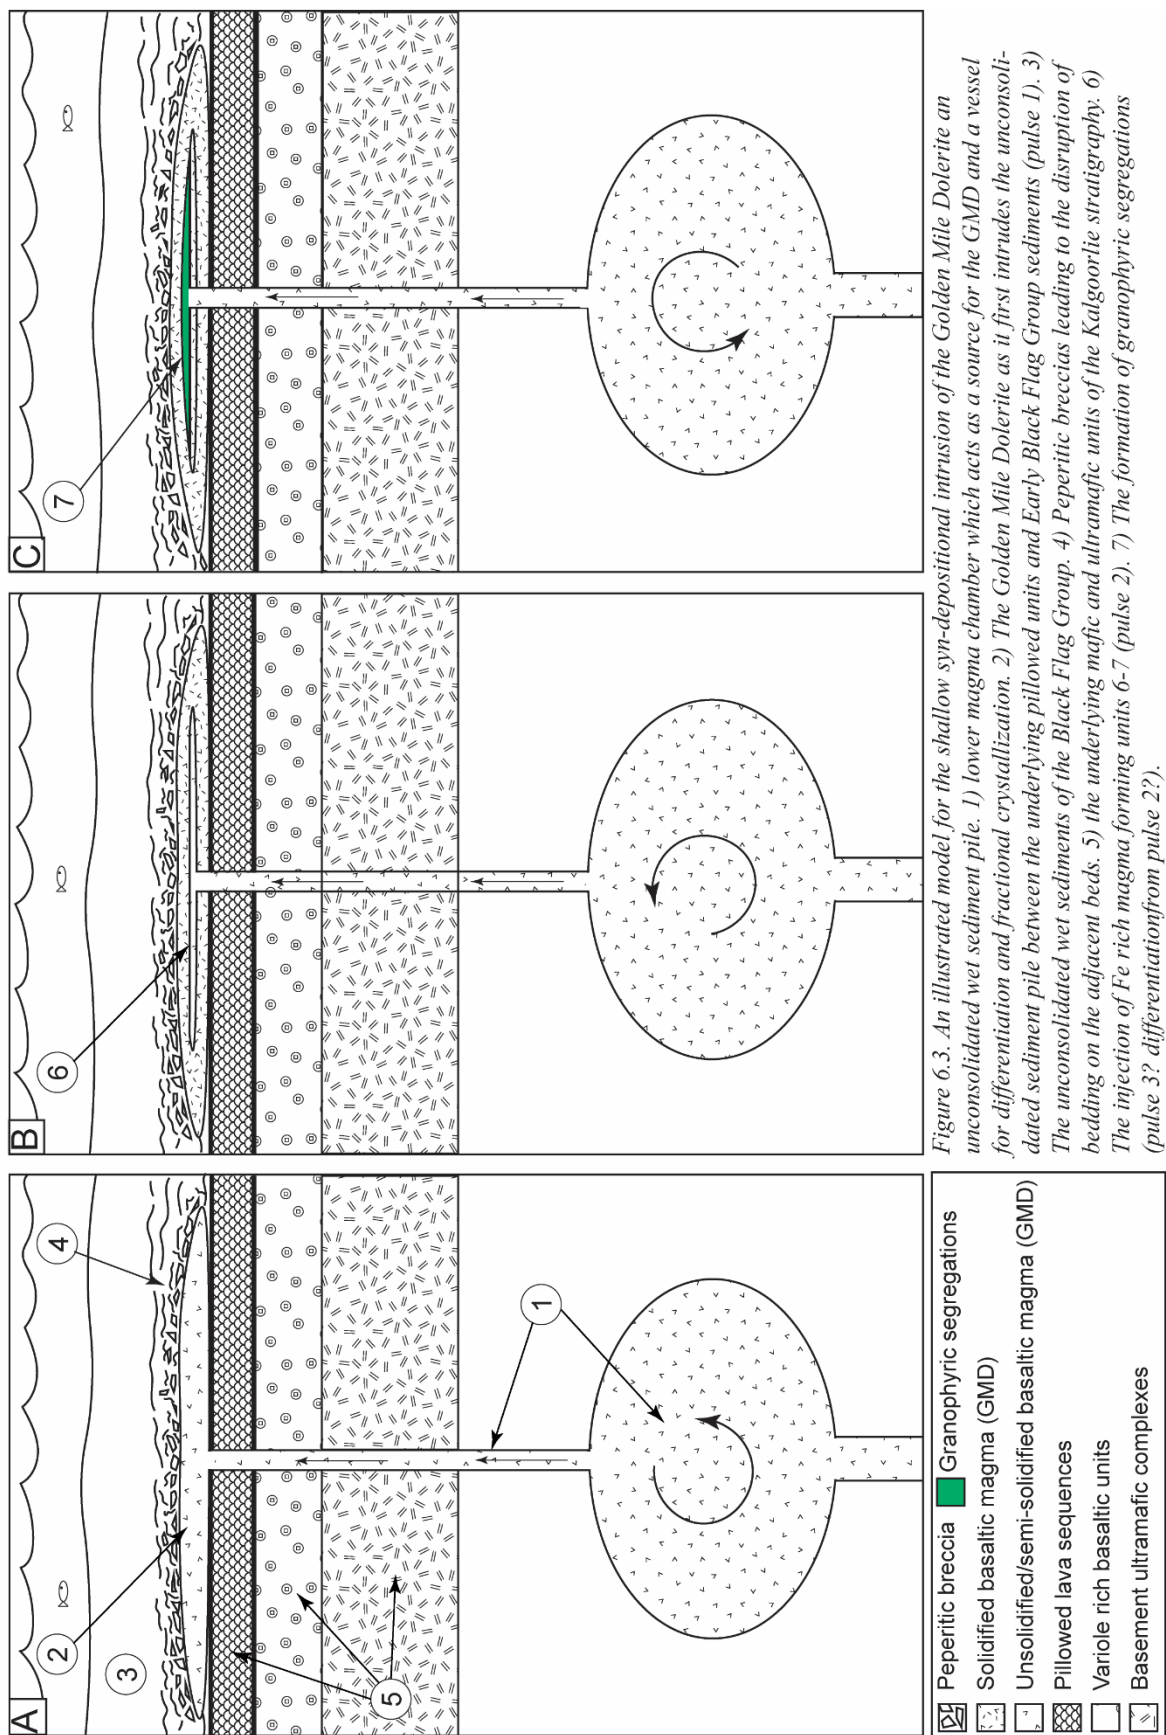 A
2
3
4
5
1
B
6
C
7
Peperitic breccia
Granophyric segregations
Solidified basaltic magma (GMD)
Unsolidified/semi-solidified basaltic magma (GMD)
Pillowed lava sequences
Variole rich basaltic units
Basement ultramafic complexes
Figure 6.3. An illustrated model for the shallow syn-depositional intrusion of the Golden Mile Dolerite an
unconsolidated wet sediment pile. 1) lower magma chamber which acts as a source for the GMD and a vessel
for differentiation and fractional crystallization. 2) The Golden Mile Dolerite as it first intrudes the unconsoli-
dated sediment pile between the underlying pillowed units and Early Black Flag Group sediments (pulse 1). 3)
The unconsolidated wet sediments of the Black Flag Group. 4) Peperitic breccias leading to the disruption of
bedding on the adjacent beds. 5) the underlying mafic and ultramafic units of the Kalgoorlie stratigraphy. 6)
The injection of Fe rich magma forming units 6-7 (pulse 2). 7) The formation of granophyric segregations
(pulse 3? differentiationfrom pulse 2?).